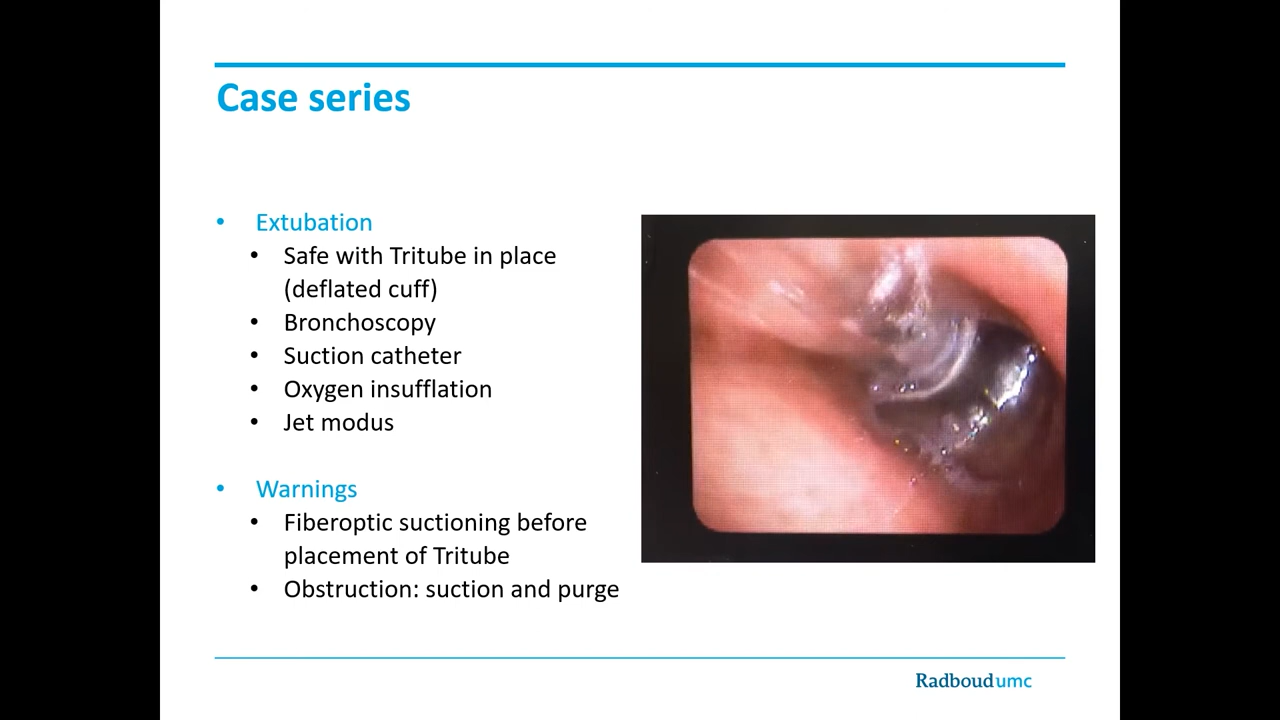 Case series
• Extubation
• Safe with Tritube in place
(deflated cuff)
• Bronchoscopy
• Suction catheter
• Oxygen insufflation
• Jet modus
• Warnings
• Fiberoptic suctioning before
placement of Tritube
• Obstruction: suction and purge
Radboudumc